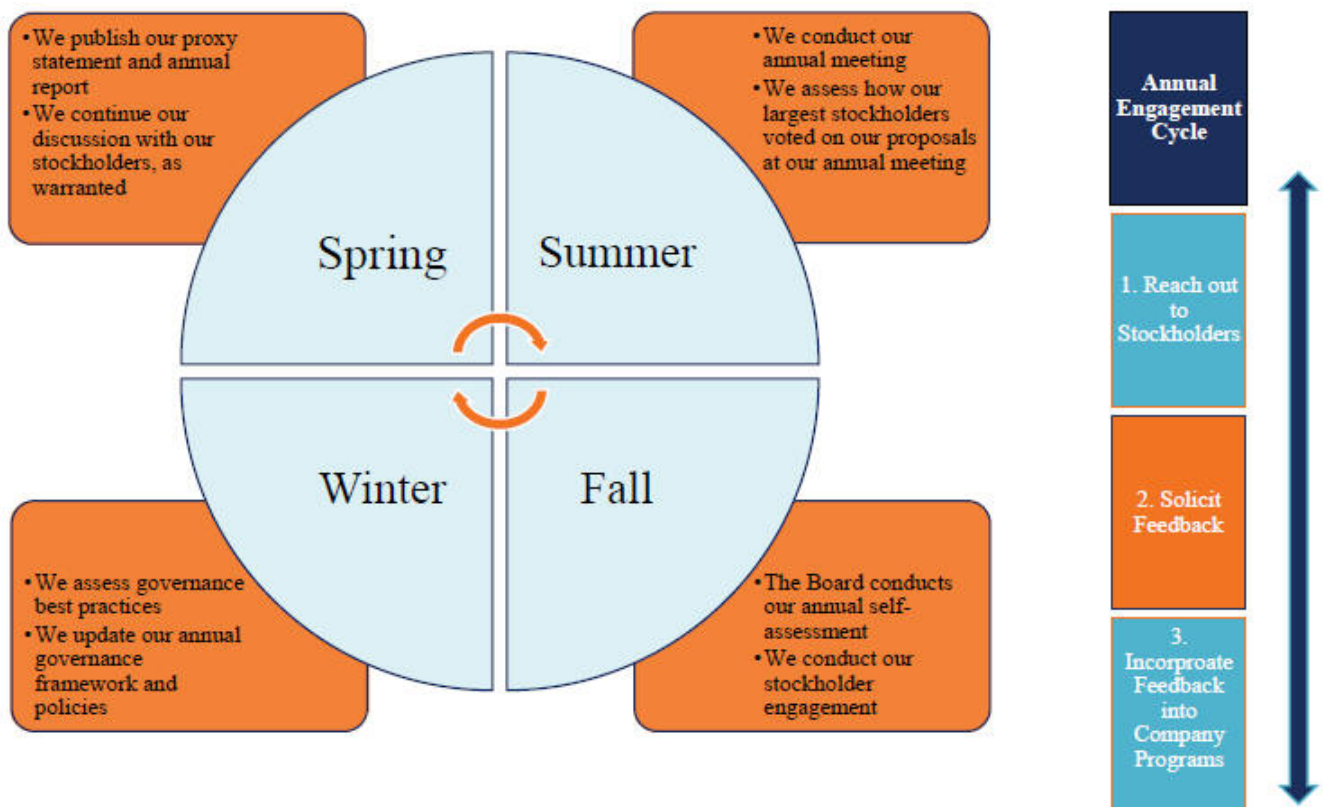 •We publish our proxy
statement and annual
report
•We continue our
discussion with our
stockholders, as
warranted
•We conduct our
annual meeting
•We assess how our
largest stockholders
voted on our proposals
at our annual meeting
Spring
Summer
Winter
Fall
•We assess governance
best practices
•We update our annual
governance
framework and
policies
•The Board conducts
our annual self-
assessment
•We conduct our
stockholder
engagement
Annual
Engagement
Cycle
1. Reach out
to
Stockholders
2. Solicit
Feedback
3.
Incorproate
Feedback
into
Company
Programs